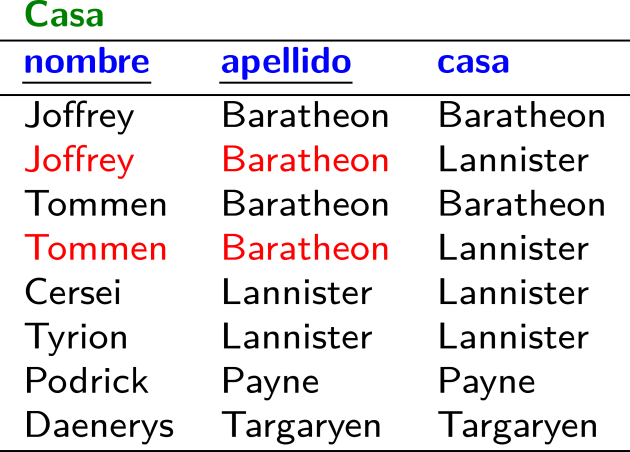 Casa
nombre apellido casa
Joffrey Baratheon Baratheon
Joffrey Baratheon Lannister
Tommen Baratheon Baratheon
Tommen Baratheon Lannister
Cersei Lannister Lannister
Tyrion Lannister Lannister
Podrick Payne Payne
Daenerys Targaryen Targaryen